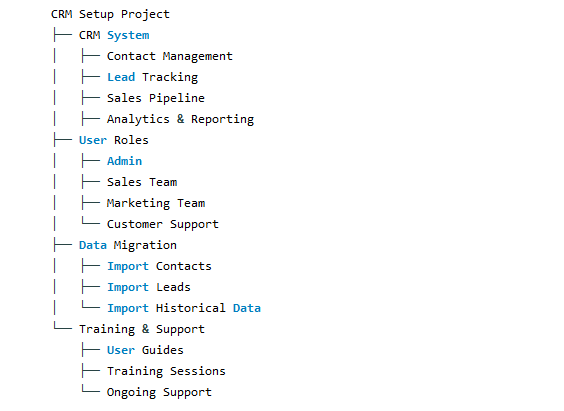 CRM Setup Project
├── CRM System
│   ├── Contact Management
│   ├── Lead Tracking
│   ├── Sales Pipeline
│   ├── Analytics & Reporting
├── User Roles
│   ├── Admin
│   ├── Sales Team
│   ├── Marketing Team
│   └── Customer Support
├── Data Migration
│   ├── Import Contacts
│   ├── Import Leads
│   └── Import Historical Data
└── Training & Support
    ├── User Guides
    ├── Training Sessions
    └── Ongoing Support